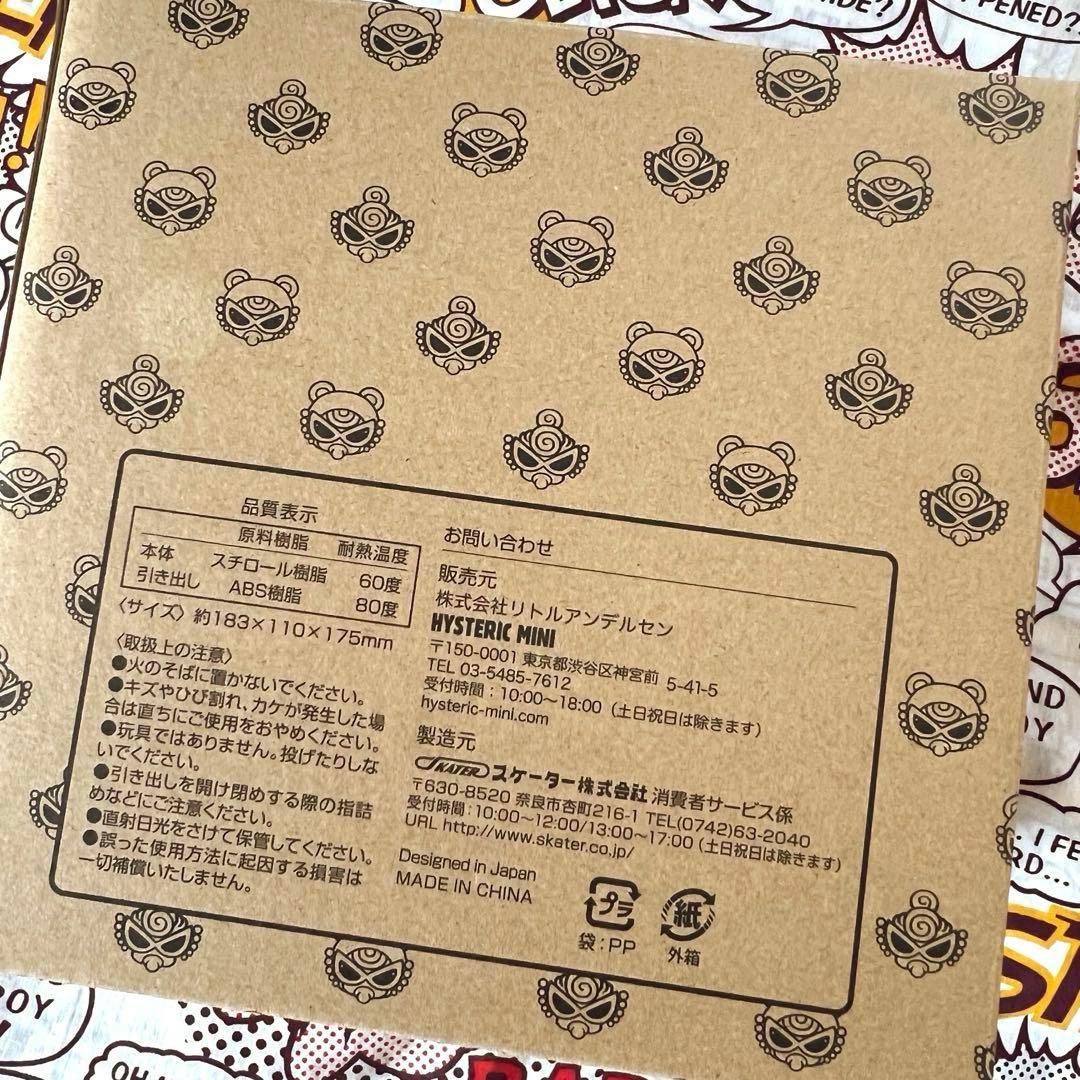 品質表示
原料樹脂 耐熱温度
本体 スチロール樹脂 60度
引き出し ABS樹脂 80度
〈サイズ〉約183×110×175mm
〈取扱上の注意〉
●火のそばに置かないでください。
●キズやひび割れ、カケが発生した場
合は直ちにご使用をおやめください。
●玩具ではありません。投げたりしな
いでください。
●引き出しを開け閉めする際の指詰
めなどにご注意ください。
●直射日光をさけて保管してください。
●誤った使用方法に起因する損害は
一切補償いたしません。
お問い合わせ
販売元
株式会社リトルアンデルセン
HYSTERIC MINI
〒150-0001 東京都渋谷区神宮前 5-41-5
TEL 03-5485-7612
受付時間：10:00〜18:00（土日祝日は除きます）
hysteric-mini.com
製造元
SKATER スケーター株式会社 消費者サービス係
〒630-8520 奈良市杏町216-1 TEL(0742)63-2040
受付時間：10:00〜12:00/13:00〜17:00（土日祝日は除きます）
URL http://www.skater.co.jp/
Designed in Japan
MADE IN CHINA
プラ
袋：PP
紙
外箱